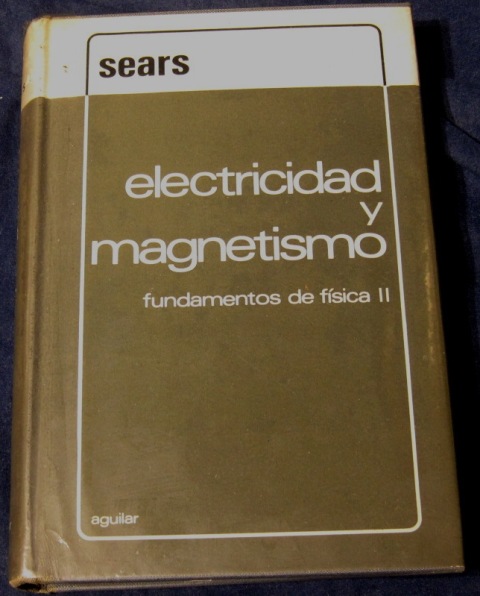 sears
electricidad
y
magnetismo
fundamentos de física II
aguilar